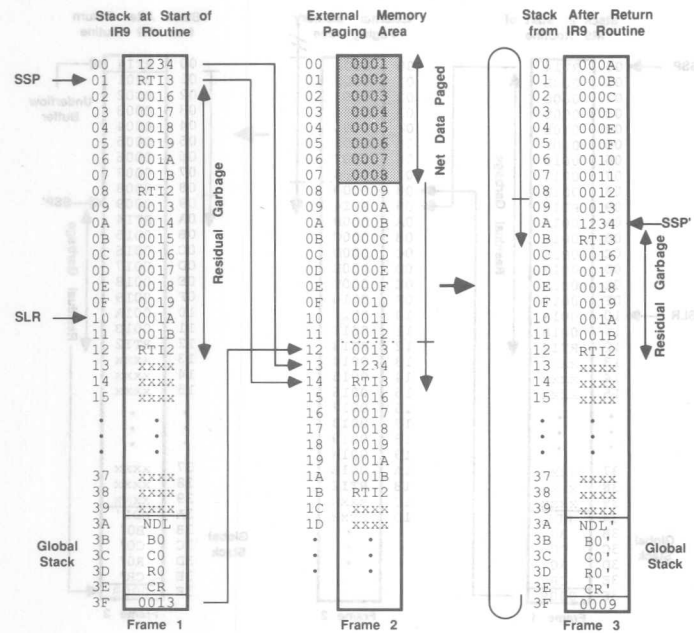 Stack at Start of
IR9 Routine
SSP
SLR
00 1234
01 RTI3
02 0016
03 0017
04 0018
05 0019
06 001A
07 001B
08 RTI2
09 0013
0A 0014
0B 0015
0C 0016
0D 0017
0E 0018
0F 0019
10 001A
11 001B
12 RTI2
13 xxxx
14 xxxx
15 xxxx
37 xxxx
38 xxxx
39 xxxx
3A NDL
3B B0
3C C0
3D R0
3E CR
3F 0013
Residual Garbage
Global
Stack
Frame 1
External Memory
Paging Area
00 0001
01 0002
02 0003
03 0004
04 0005
05 0006
06 0007
07 0008
08 0009
09 000A
0A 000B
0B 000C
0C 000D
0D 000E
0E 000F
0F 0010
10 0011
11 0012
12 0013
13 1234
14 RTI3
15 0016
16 0017
17 0018
18 0019
19 001A
1A 001B
1B RTI2
1C xxxx
1D xxxx
Net Data Paged
Frame 2
Stack After Return
from IR9 Routine
00 000A
01 000B
02 000C
03 000D
04 000E
05 000F
06 0010
07 0011
08 0012
09 0013
0A 1234
0B RTI3
0C 0016
0D 0017
0E 0018
0F 0019
10 001A
11 001B
12 RTI2
13 xxxx
14 xxxx
15 xxxx
37 xxxx
38 xxxx
39 xxxx
3A NDL'
3B B0'
3C C0'
3D R0'
3E CR'
3F 0009
SSP'
Residual Garbage
Global
Stack
Frame 3